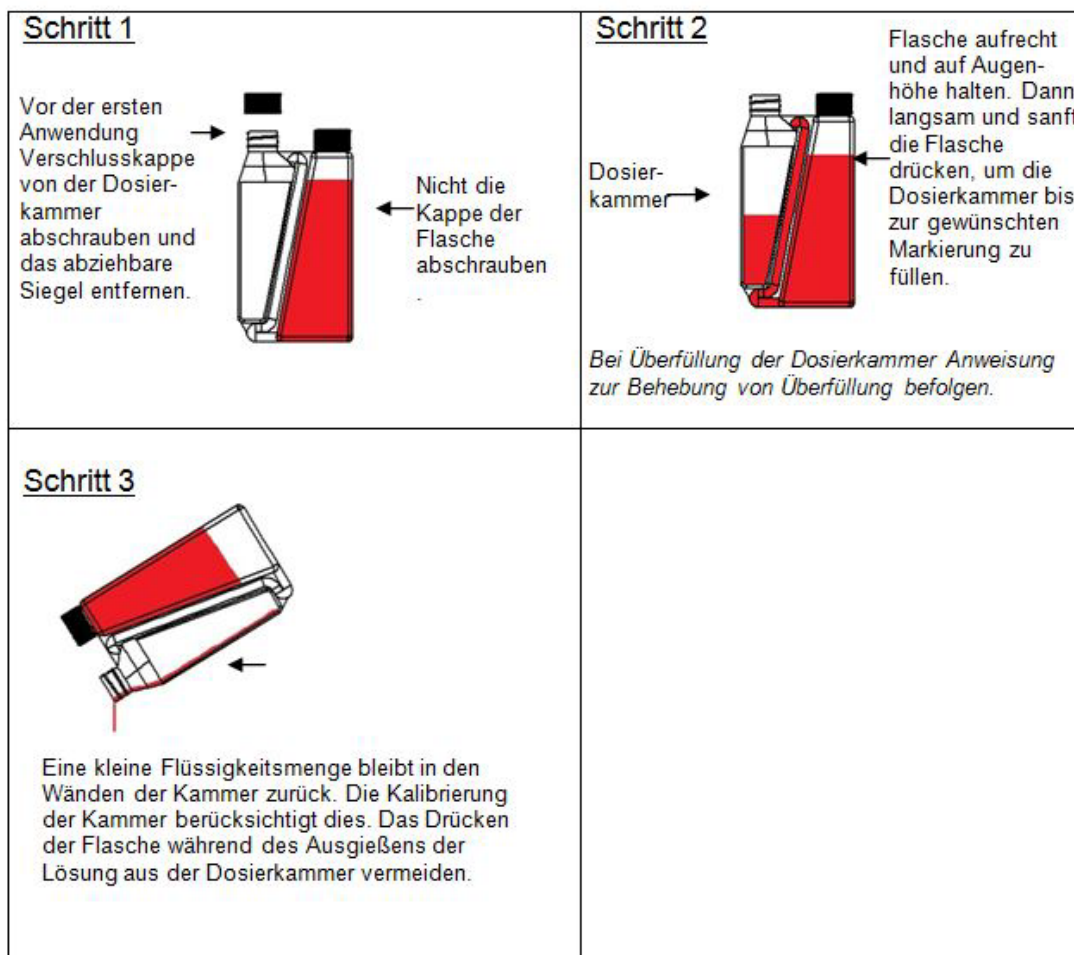 Schritt 1
Vor der ersten
Anwendung
Verschlusskappe
von der Dosier-
kammer
abschrauben und
das abziehbare
Siegel entfernen.
Nicht die
Kappe der
Flasche
abschrauben
.
Schritt 2
Dosier-
kammer
Flasche aufrecht
und auf Augen-
höhe halten. Dann
langsam und sanft
die Flasche
drücken, um die
Dosierkammer bis
zur gewünschten
Markierung zu
füllen.
Bei Überfüllung der Dosierkammer Anweisung
zur Behebung von Überfüllung befolgen.
Schritt 3
Eine kleine Flüssigkeitsmenge bleibt in den
Wänden der Kammer zurück. Die Kalibrierung
der Kammer berücksichtigt dies. Das Drücken
der Flasche während des Ausgießens der
Lösung aus der Dosierkammer vermeiden.